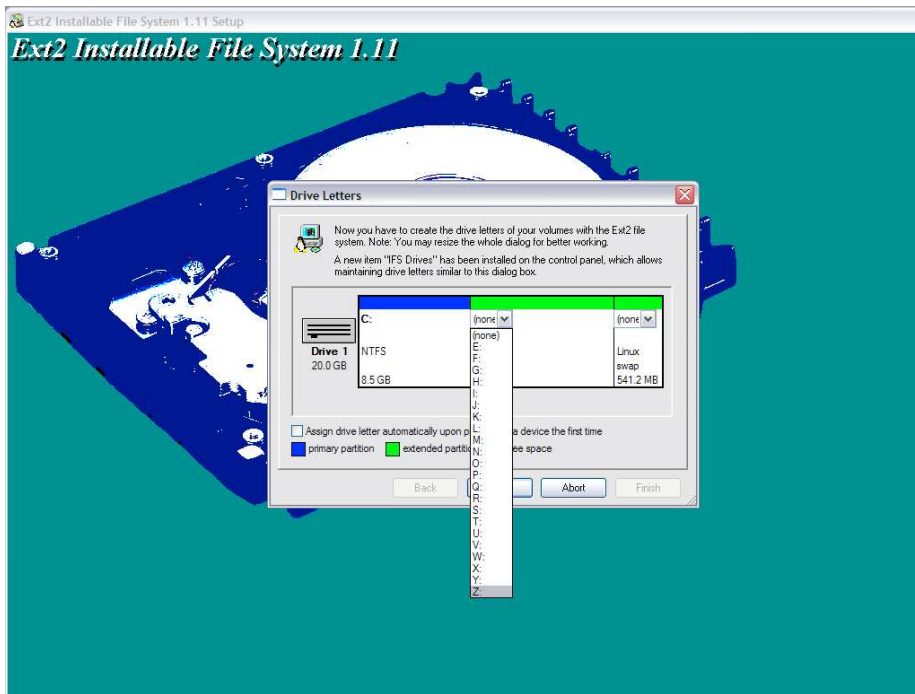 Ext2 Installable File System 1.11 Setup
Ext2 Installable File System 1.11
Drive Letters
Now you have to create the drive letters of your volumes with the Ext2 file
system. Note: You may resize the whole dialog for better working.
A new item "IFS Drives" has been installed on the control panel, which allows
maintaining drive letters similar to this dialog box.
Drive 1
20.0 GB
C:
NTFS
8.5 GB
(none
(none)
E:
F:
G:
H:
I:
J:
K:
L:
M:
N:
O:
P:
Q:
R:
S:
T:
U:
V:
W:
X:
Y:
Z:
(none
Linux
swap
541.2 MB
Assign drive letter automatically upon p a device the first time
primary partition extended partiti ee space
Back Abort Finish